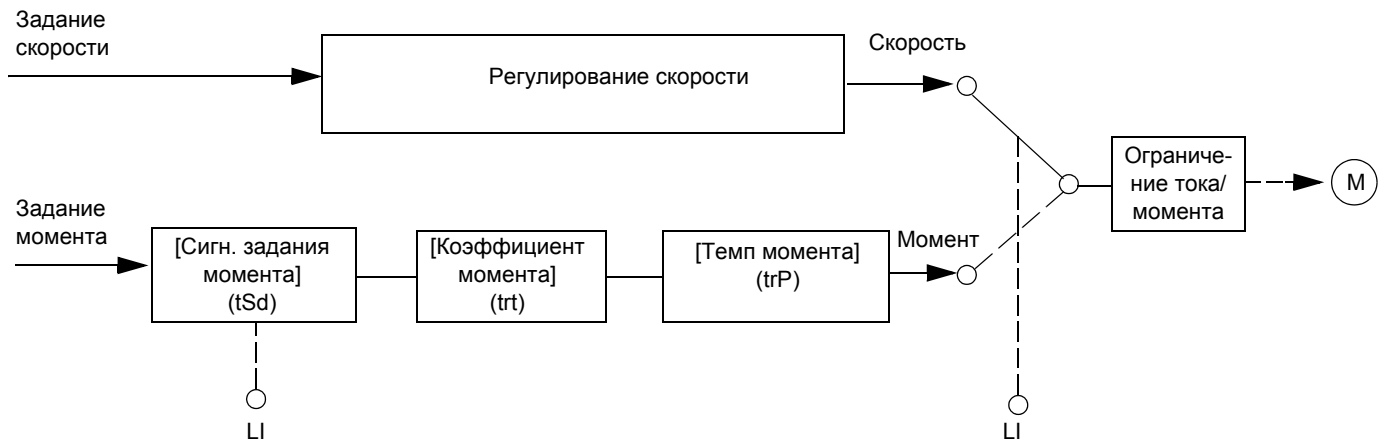 Задание
скорости
Регулирование скорости
Скорость
Ограниче-
ние тока/
момента
М
Задание
момента
[Сигн. задания
момента]
(tSd)
[Коэффициент
момента]
(trt)
[Темп момента]
(trP)
Момент
LI
LI